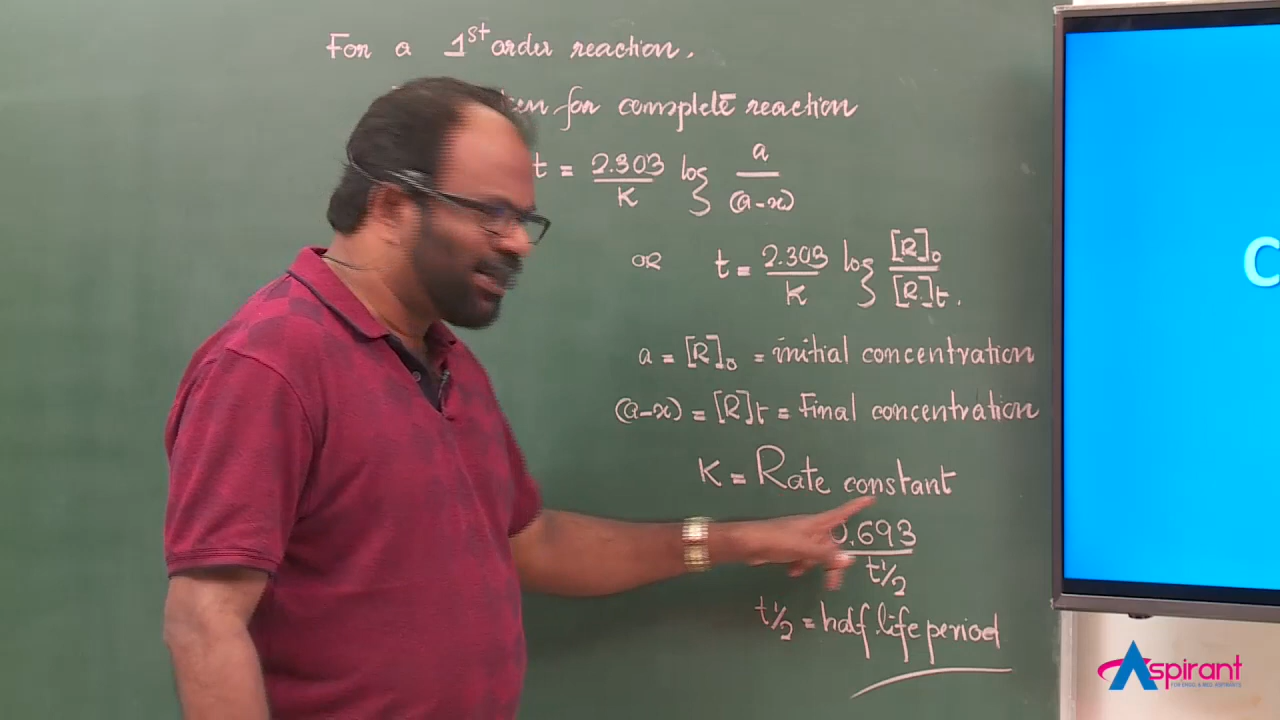 For a 1st order reaction.
for complete reaction
t = 2.303/K log a/(a-x)
OR t = 2.303/K log [R]₀/[R]t.
a = [R]₀ = initial concentration
(a-x) = [R]t = Final concentration
K = Rate constant
0.693/t½
t½ = half life period
C
Aspirant